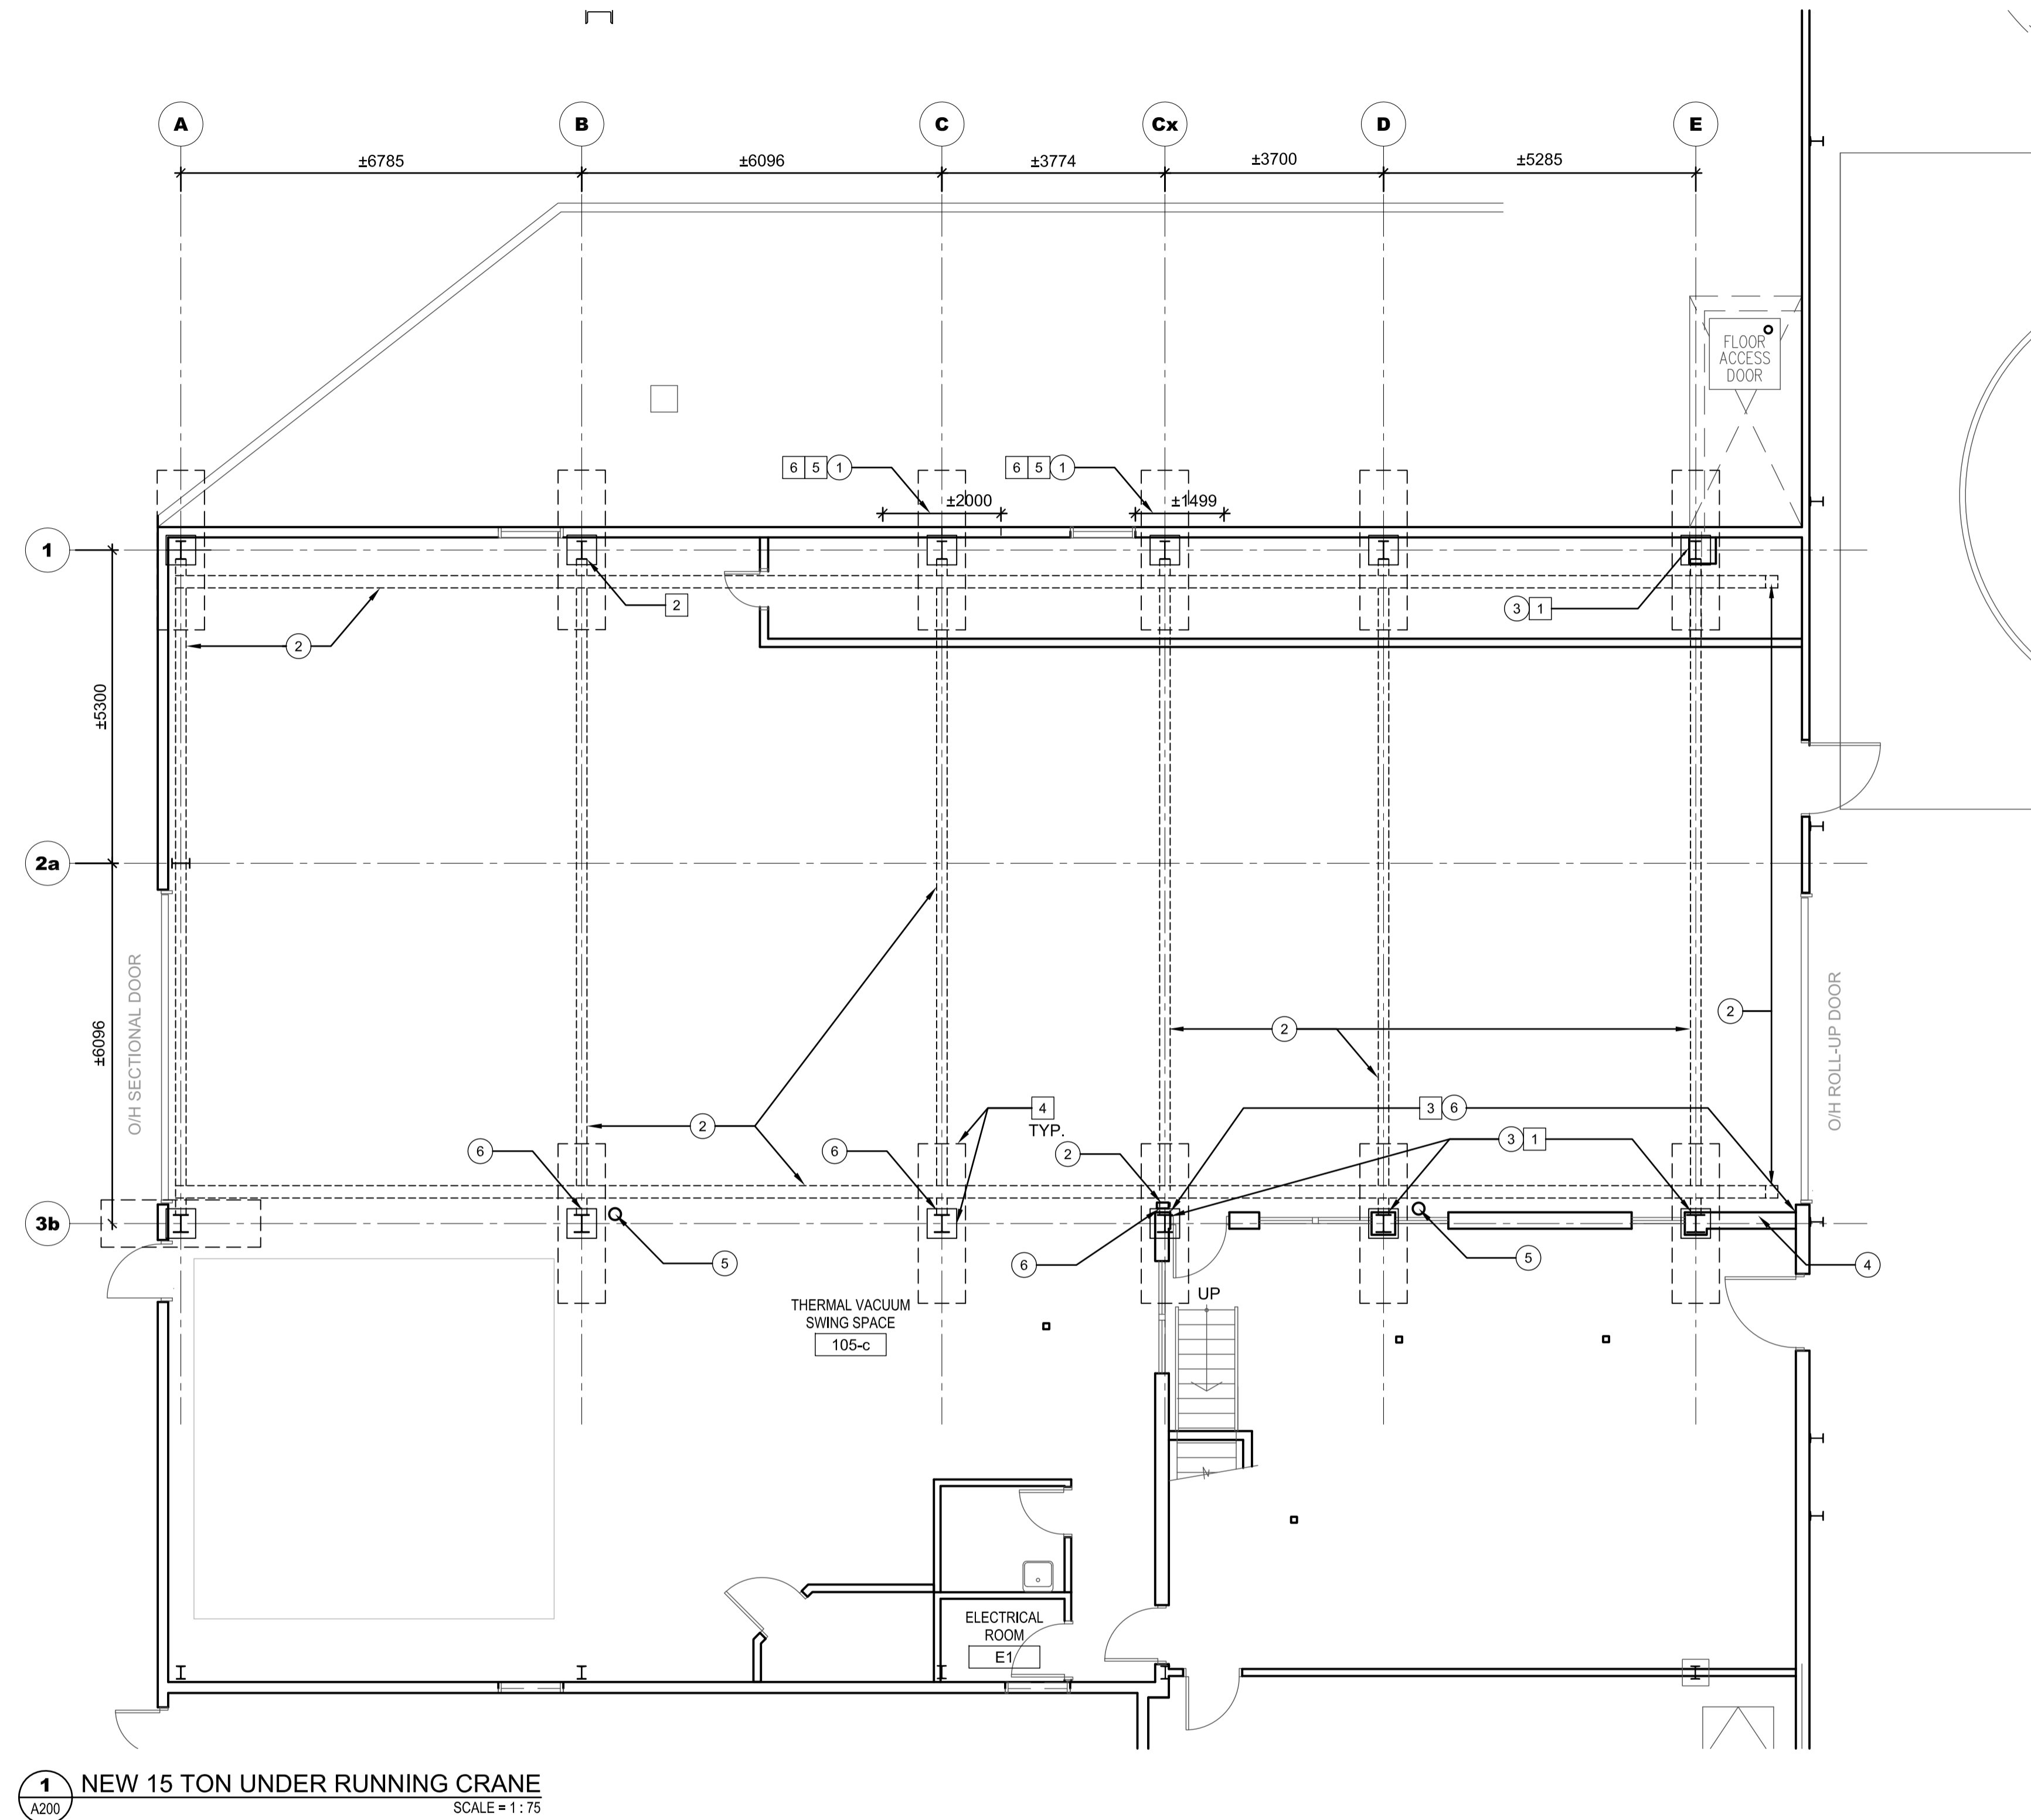 A
B
C
Cx
D
E
±6785
±6096
±3774
±3700
±5285
FLOOR
ACCESS
DOOR
6 5 1
6 5 1
±2000
±1499
1
2
3 1
2
±5300
2a
O/H SECTIONAL DOOR
±6096
2
2
O/H ROLL-UP DOOR
4
TYP.
3 6
2
6
6
2
3 1
3b
5
6
5
4
UP
THERMAL VACUUM
SWING SPACE
105-c
N
ELECTRICAL
ROOM
E1
1
A200
NEW 15 TON UNDER RUNNING CRANE
SCALE = 1 : 75